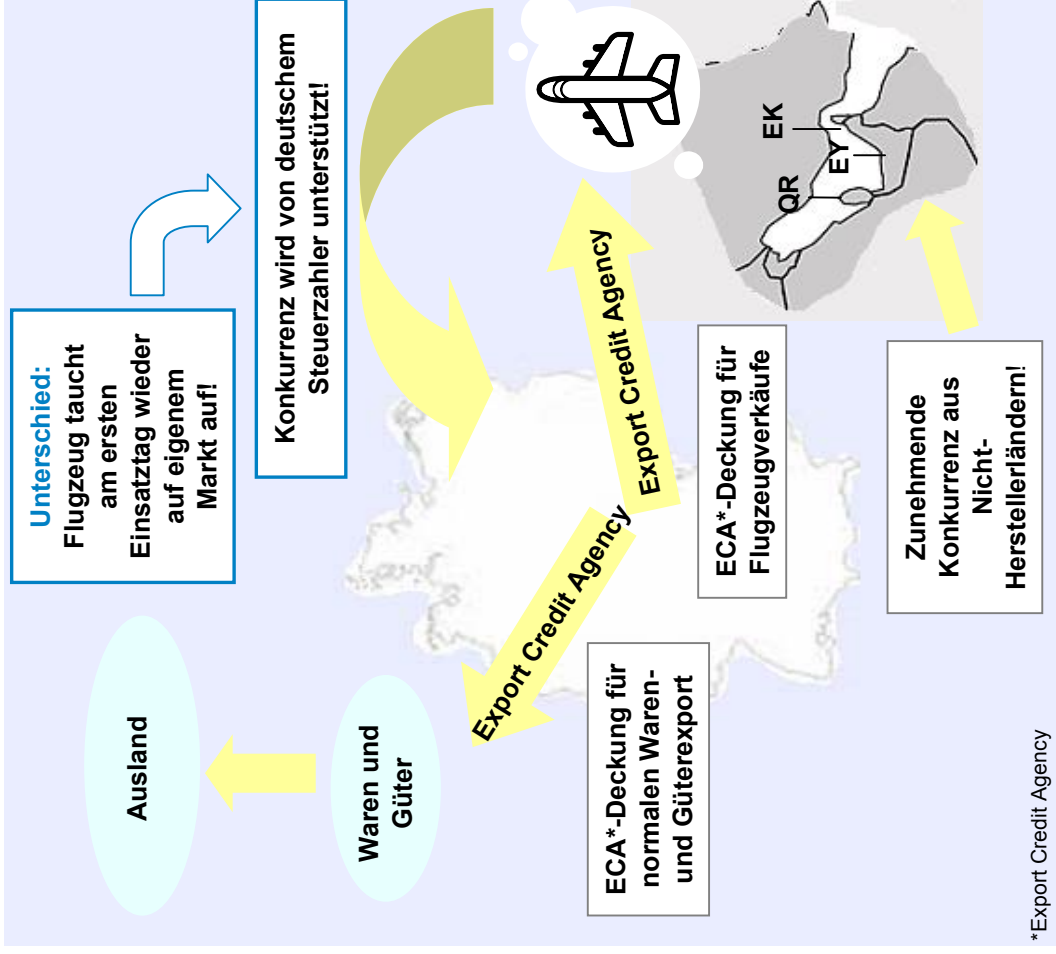 Ausland
Waren und
Güter
Unterschied:
Flugzeug taucht
am ersten
Einsatztag wieder
auf eigenem
Markt auf!
Konkurrenz wird von deutschem
Steuerzahler unterstützt!
Export Credit Agency
Export Credit Agency
ECA*-Deckung für
normalen Waren-
und Güterexport
ECA*-Deckung für
Flugzeugverkäufe
QR
EK
EY
Zunehmende
Konkurrenz aus
Nicht-
Herstellerländern!
*Export Credit Agency